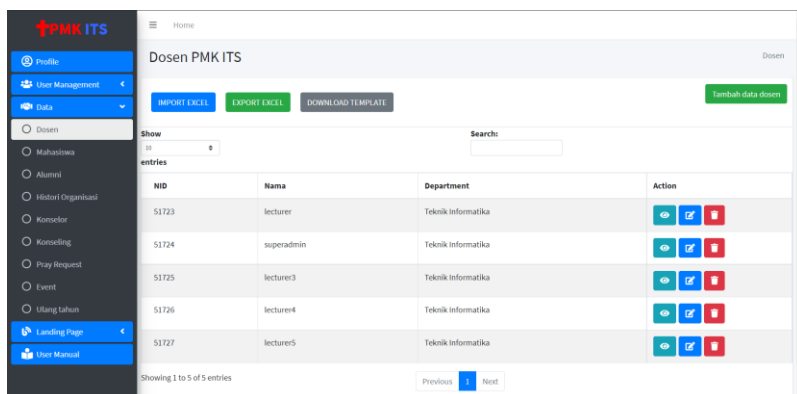 PMK ITS
Profile
User Management
Data
Dosen
Mahasiswa
Alumni
Histori Organisasi
Konselor
Konseling
Pray Request
Event
Ulang tahun
Landing Page
User Manual
Home
Dosen PMK ITS
Dosen
IMPORT EXCEL EXPORT EXCEL DOWNLOAD TEMPLATE
Tambah data dosen
Show
10
entries
Search:
NID Nama Department Action
51723 lecturer Teknik Informatika
51724 superadmin Teknik Informatika
51725 lecturer3 Teknik Informatika
51726 lecturer4 Teknik Informatika
51727 lecturer5 Teknik Informatika
Showing 1 to 5 of 5 entries
Previous 1 Next